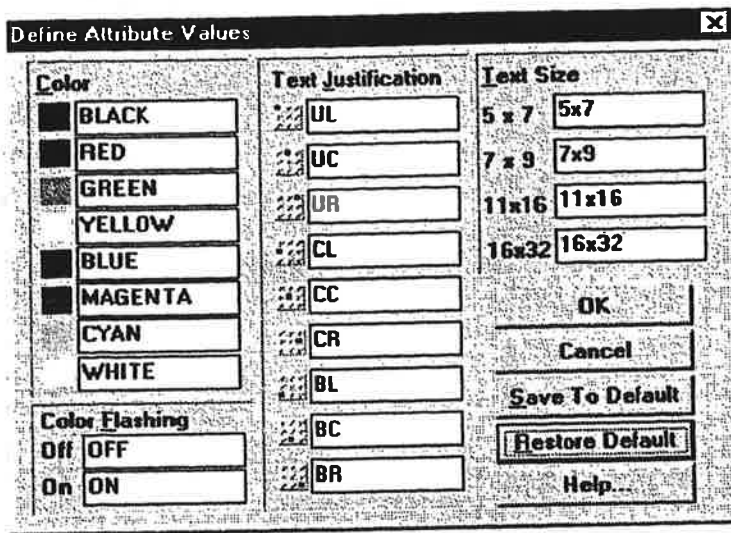 Define Attribute Values
Color
BLACK
RED
GREEN
YELLOW
BLUE
MAGENTA
CYAN
WHITE
Color Flashing
Off OFF
On ON
Text Justification
UL
UC
UR
CL
CC
CR
BL
BC
BR
Text Size
5 x 7 5x7
7 x 9 7x9
11x16 11x16
16x32 16x32
OK
Cancel
Save To Default
Restore Default
Help...